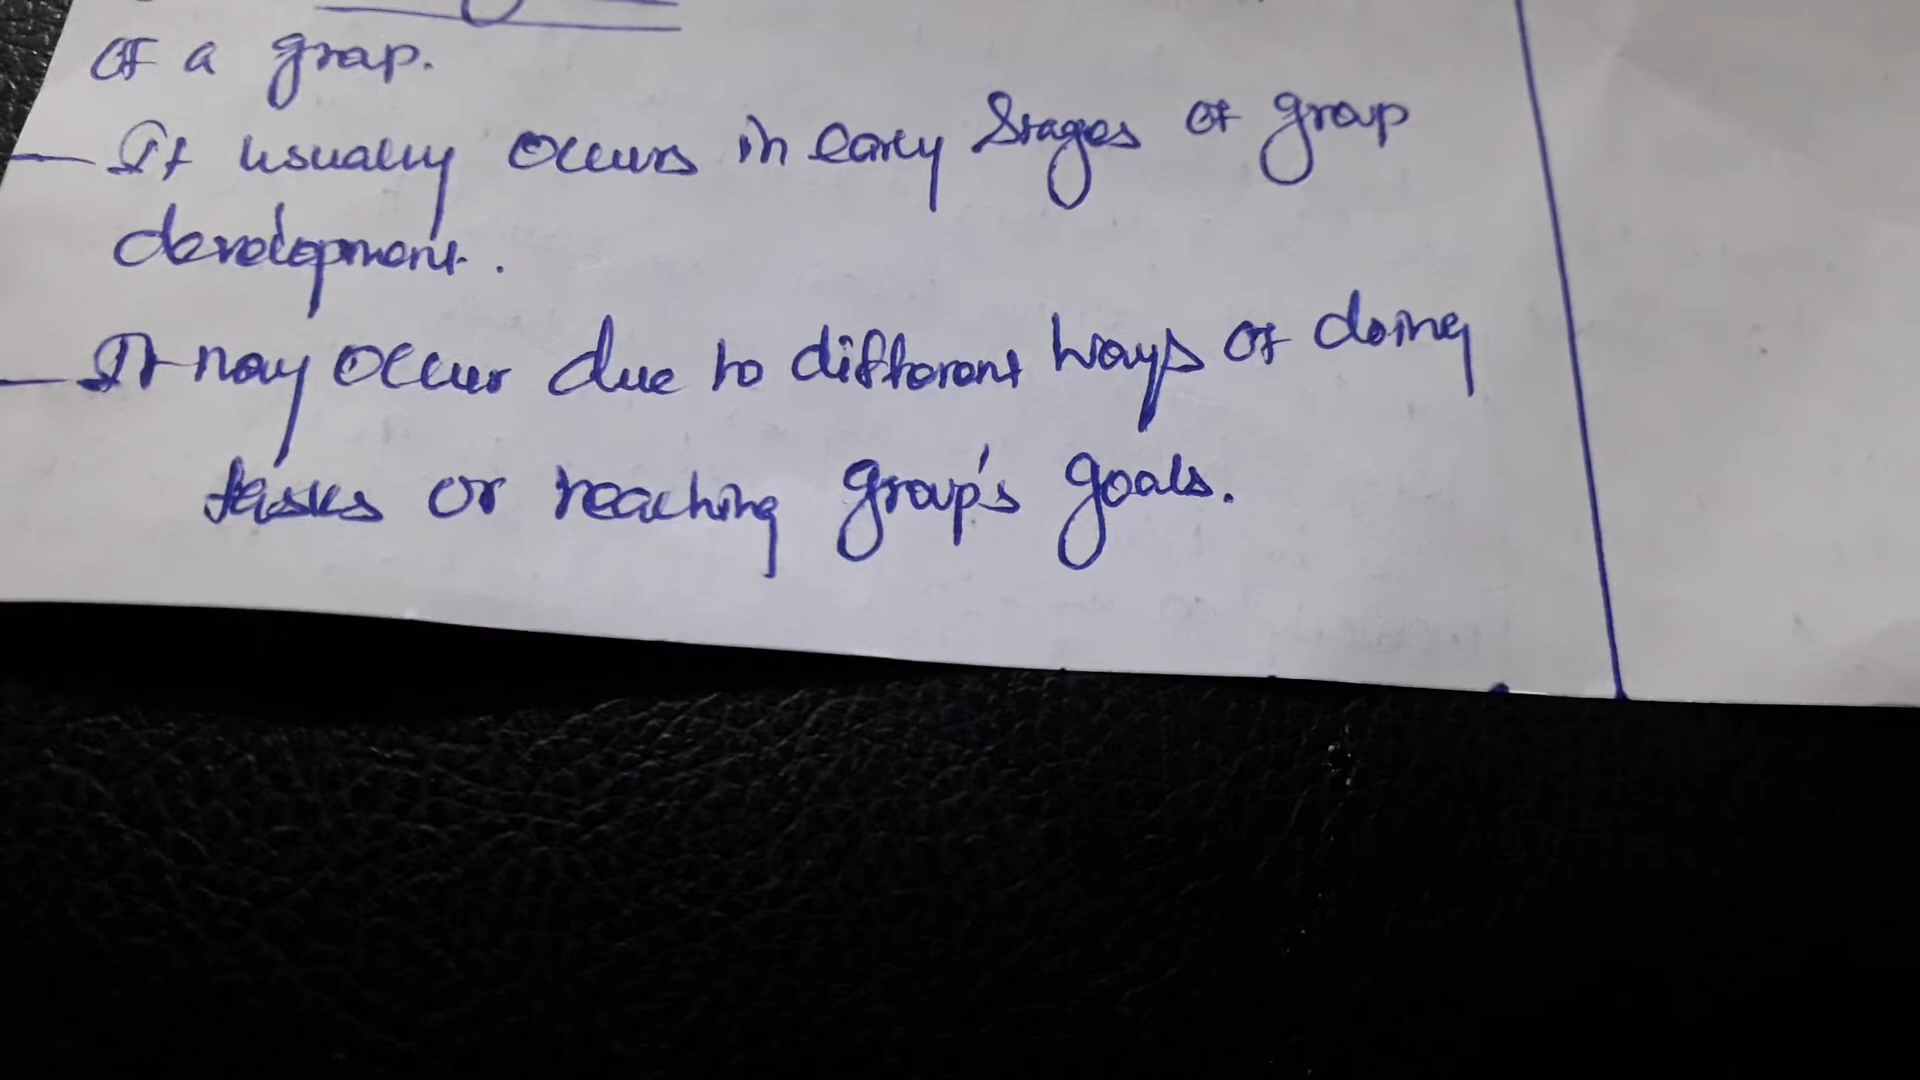 of a group.
— It usually occurs in early stages of group
development.
— It may occur due to different ways of doing
tasks or reaching group's goals.